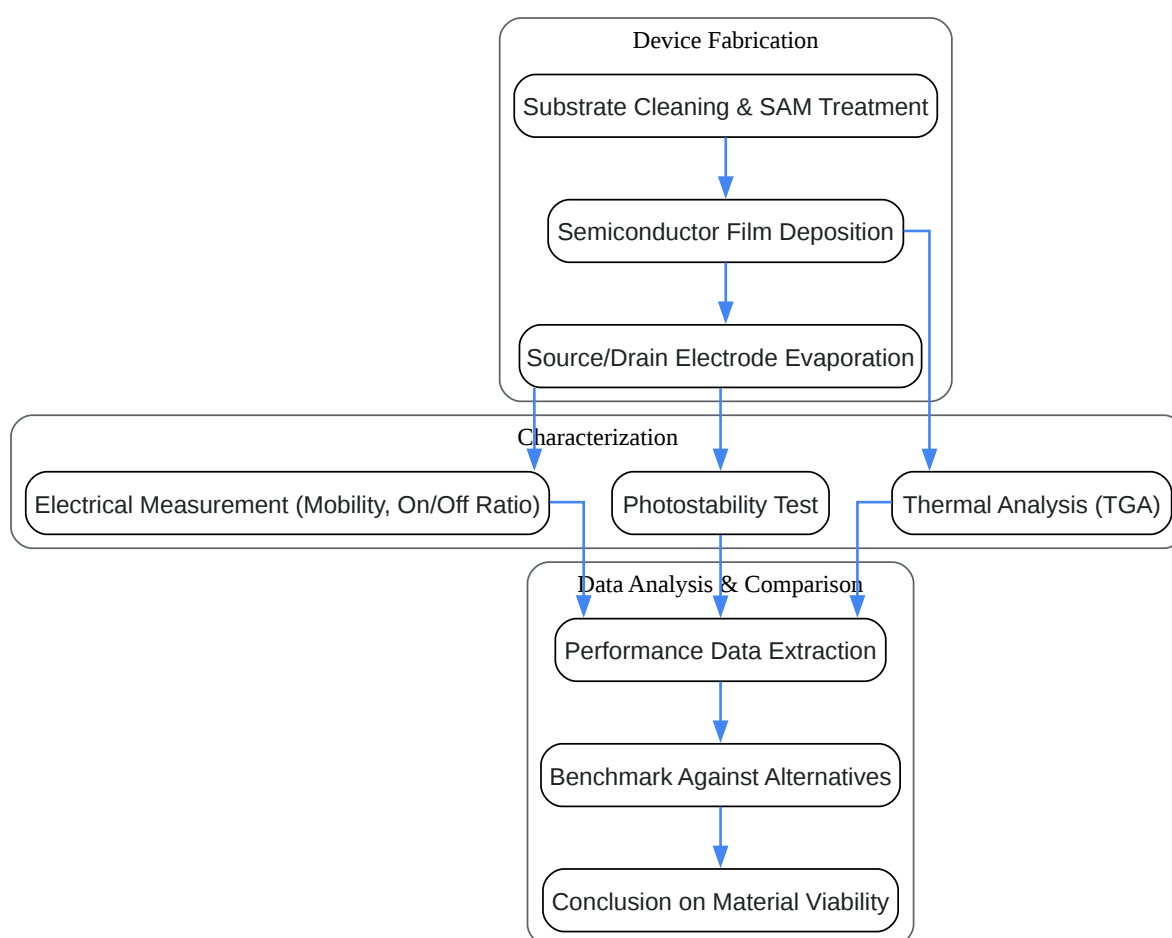 Device Fabrication
Substrate Cleaning & SAM Treatment
Semiconductor Film Deposition
Source/Drain Electrode Evaporation
Characterization
Electrical Measurement (Mobility, On/Off Ratio)
Photostability Test
Thermal Analysis (TGA)
Data Analysis & Comparison
Performance Data Extraction
Benchmark Against Alternatives
Conclusion on Material Viability